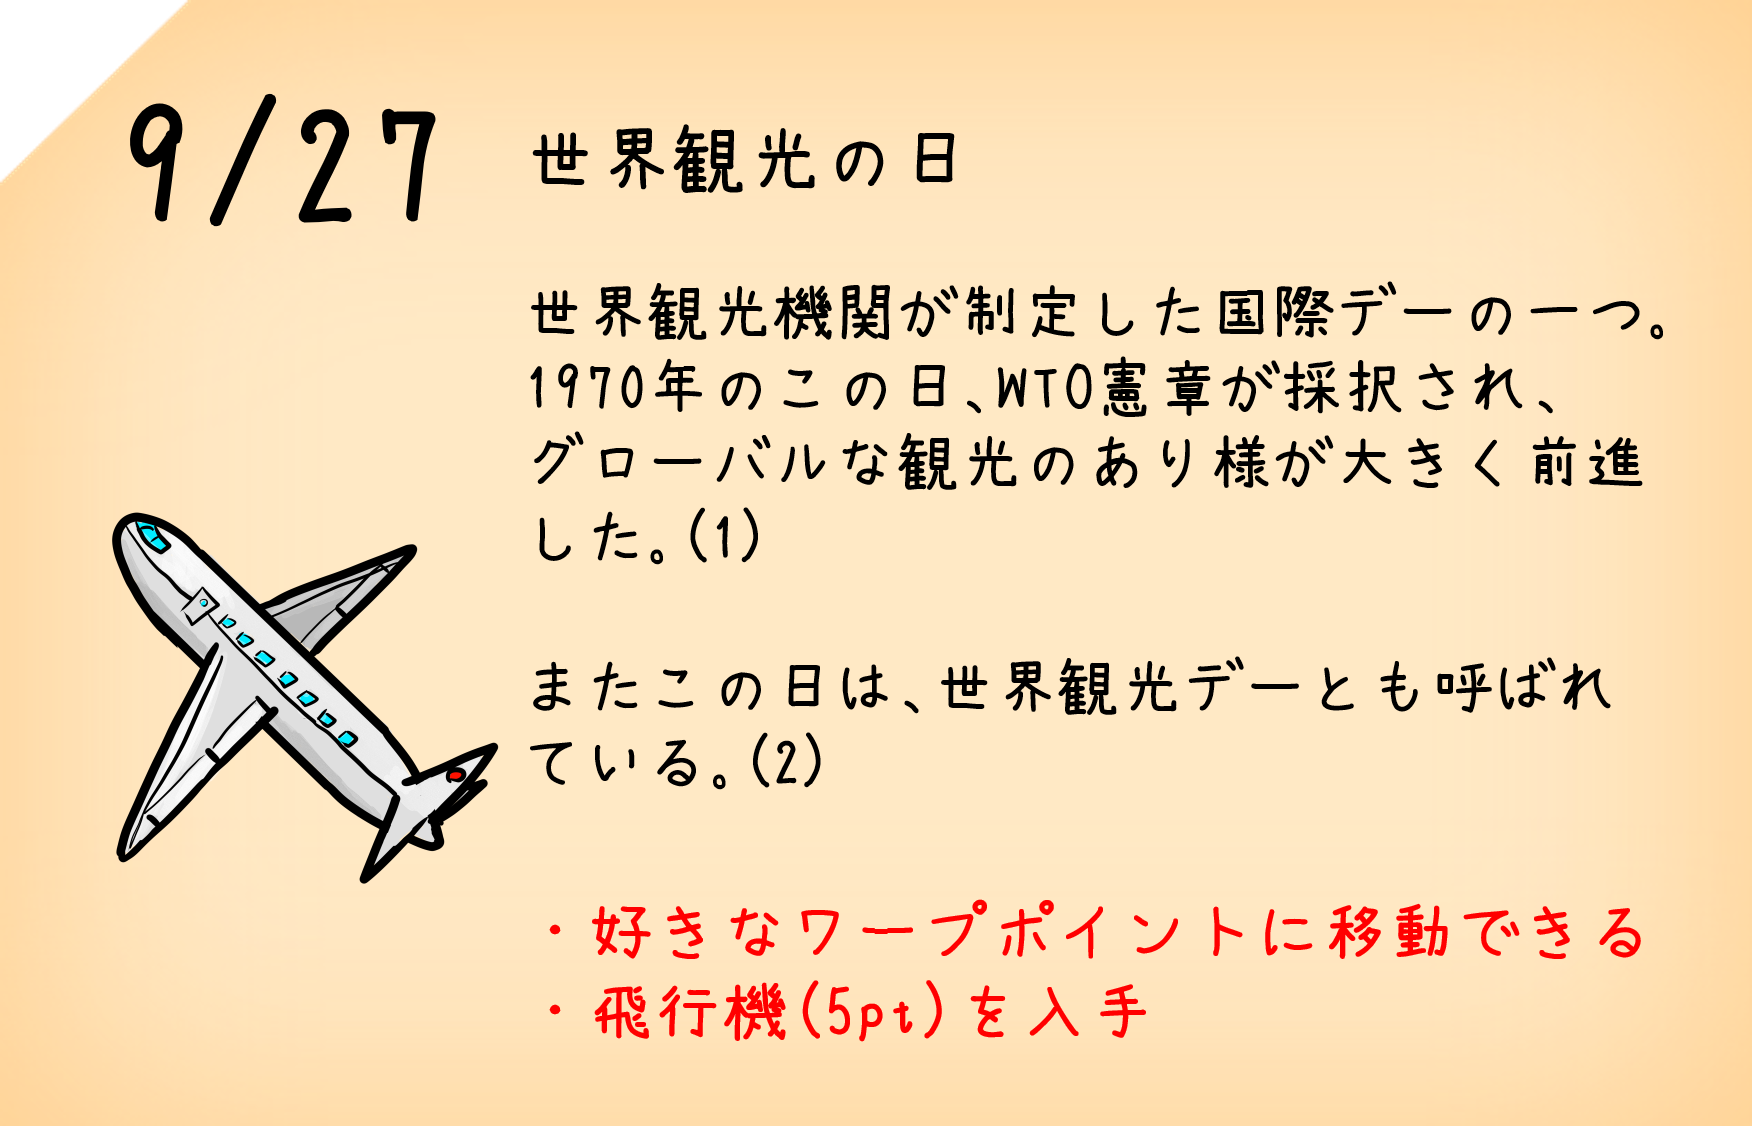 9/27 世界観光の日
世界観光機関が制定した国際デーの一つ。
1970年のこの日、WTO憲章が採択され、
グローバルな観光のあり様が大きく前進
した。(1)
またこの日は、世界観光デーとも呼ばれ
ている。(2)
・好きなワープポイントに移動できる
・飛行機(5pt)を入手